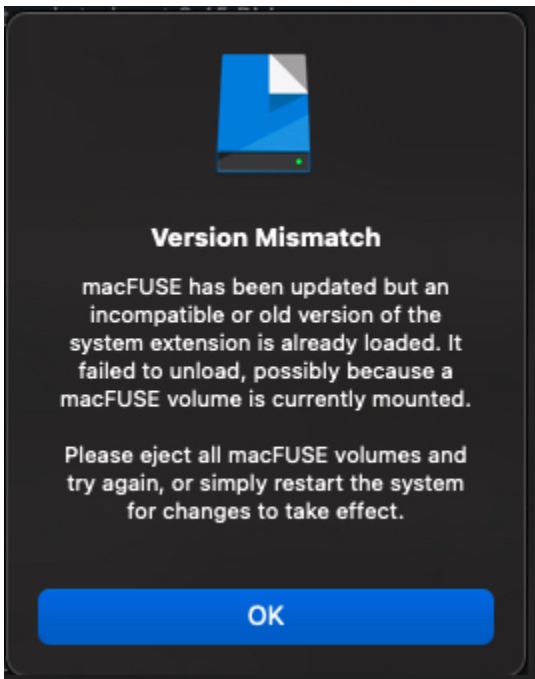 Version Mismatch
macFUSE has been updated but an
incompatible or old version of the
system extension is already loaded. It
failed to unload, possibly because a
macFUSE volume is currently mounted.
Please eject all macFUSE volumes and
try again, or simply restart the system
for changes to take effect.
OK